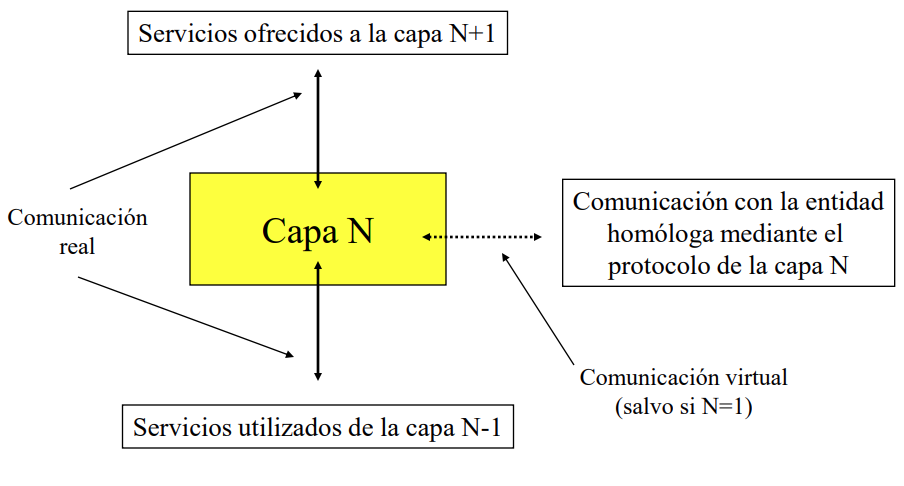 Servicios ofrecidos a la capa N+1
Comunicación
real
Capa N
Comunicación con la entidad
homóloga mediante el
protocolo de la capa N
Comunicación virtual
(salvo si N=1)
Servicios utilizados de la capa N-1